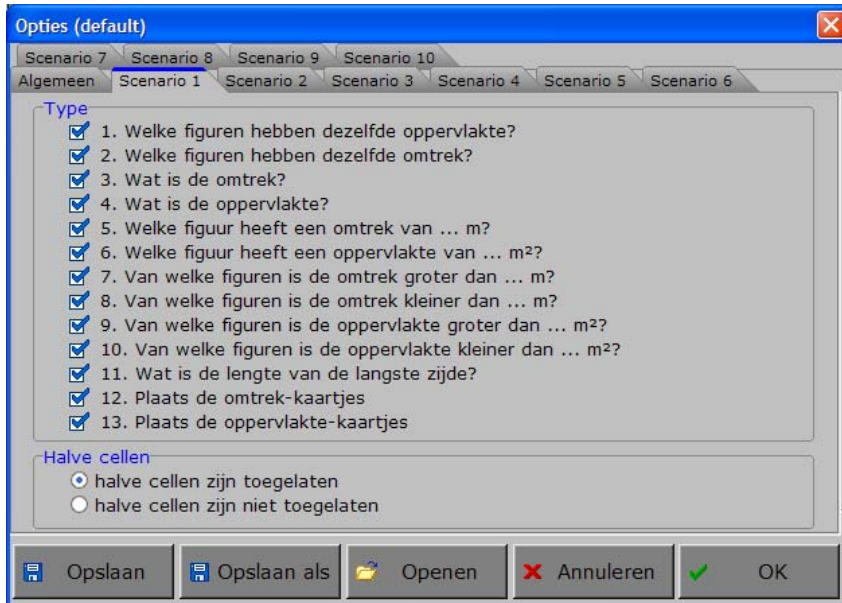 Opties (default)
Scenario 7 Scenario 8 Scenario 9 Scenario 10
Algemeen Scenario 1 Scenario 2 Scenario 3 Scenario 4 Scenario 5 Scenario 6
Type
1. Welke figuren hebben dezelfde oppervlakte?
2. Welke figuren hebben dezelfde omtrek?
3. Wat is de omtrek?
4. Wat is de oppervlakte?
5. Welke figuur heeft een omtrek van ... m?
6. Welke figuur heeft een oppervlakte van ... m²?
7. Van welke figuren is de omtrek groter dan ... m?
8. Van welke figuren is de omtrek kleiner dan ... m?
9. Van welke figuren is de oppervlakte groter dan ... m²?
10. Van welke figuren is de oppervlakte kleiner dan ... m²?
11. Wat is de lengte van de langste zijde?
12. Plaats de omtrek-kaartjes
13. Plaats de oppervlakte-kaartjes
Halve cellen
halve cellen zijn toegelaten
halve cellen zijn niet toegelaten
Opslaan Opslaan als Openen Annuleren OK